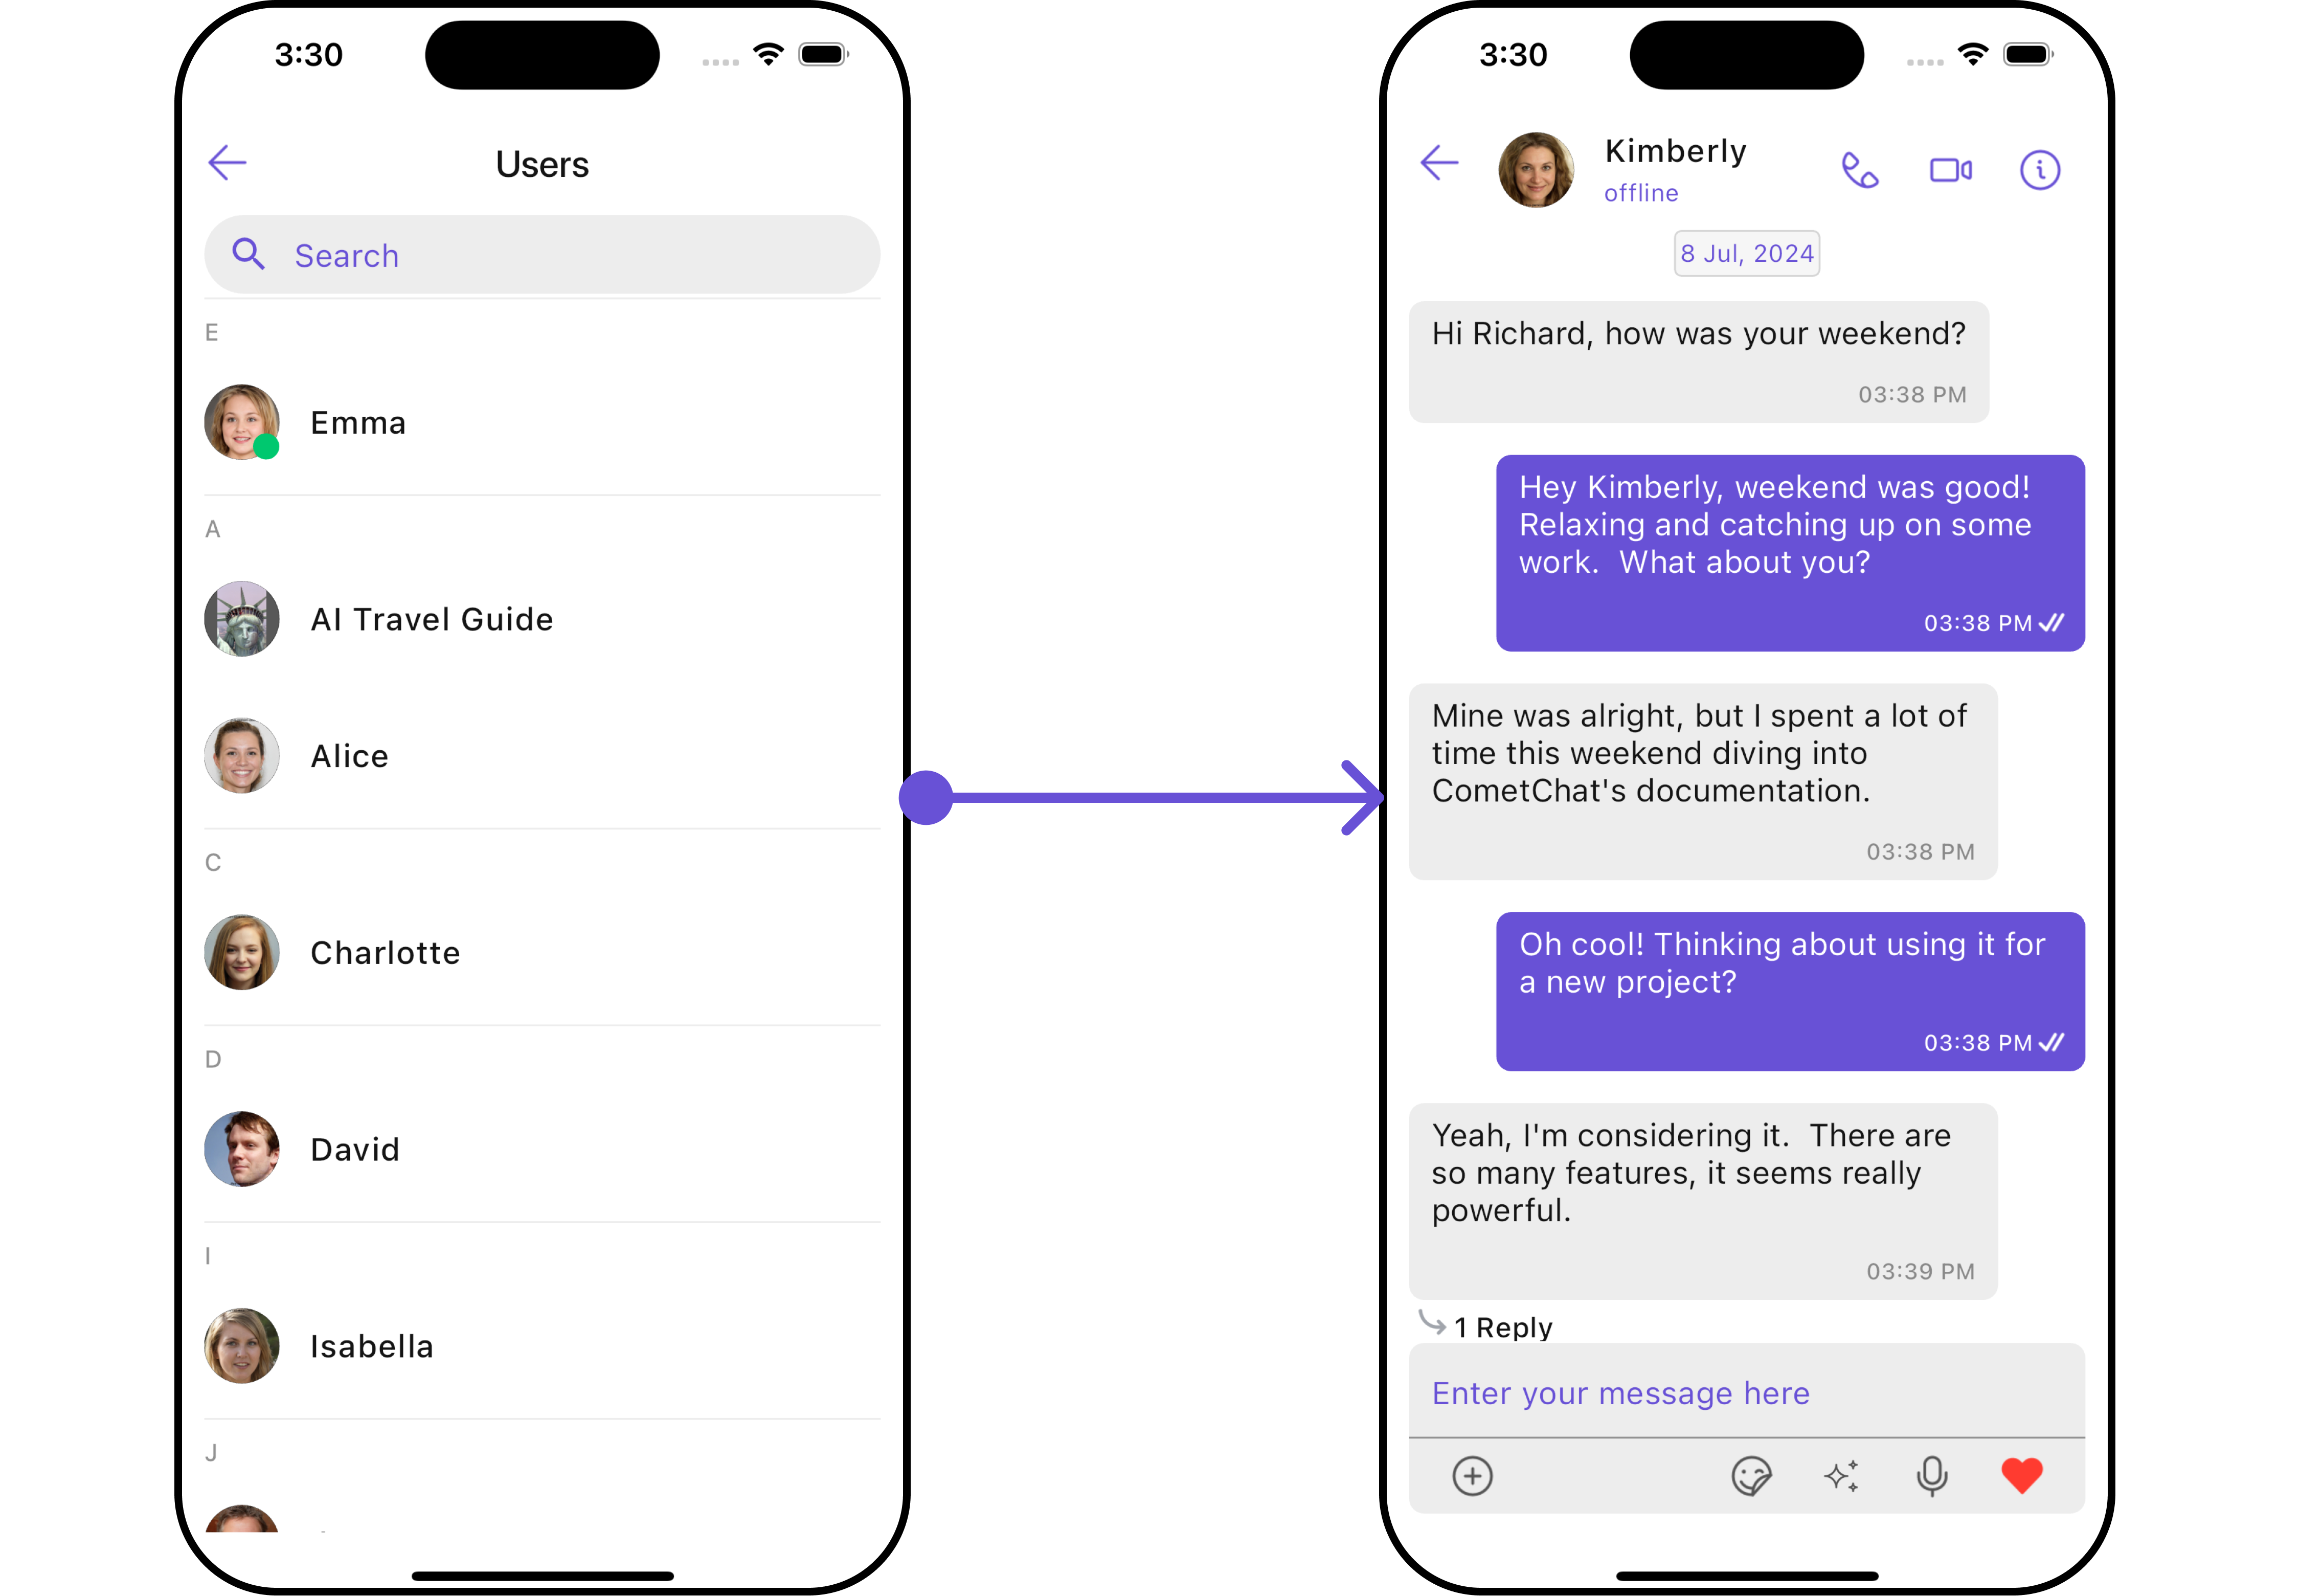 3:30
Users
Search
E
Emma
A
AI Travel Guide
Alice
C
Charlotte
D
David
I
Isabella
J
3:30
Kimberly
offline
8 Jul, 2024
Hi Richard, how was your weekend?
03:38 PM
Hey Kimberly, weekend was good!
Relaxing and catching up on some
work.  What about you?
03:38 PM
Mine was alright, but I spent a lot of
time this weekend diving into
CometChat's documentation.
03:38 PM
Oh cool! Thinking about using it for
a new project?
03:38 PM
Yeah, I'm considering it.  There are
so many features, it seems really
powerful.
03:39 PM
1 Reply
Enter your message here